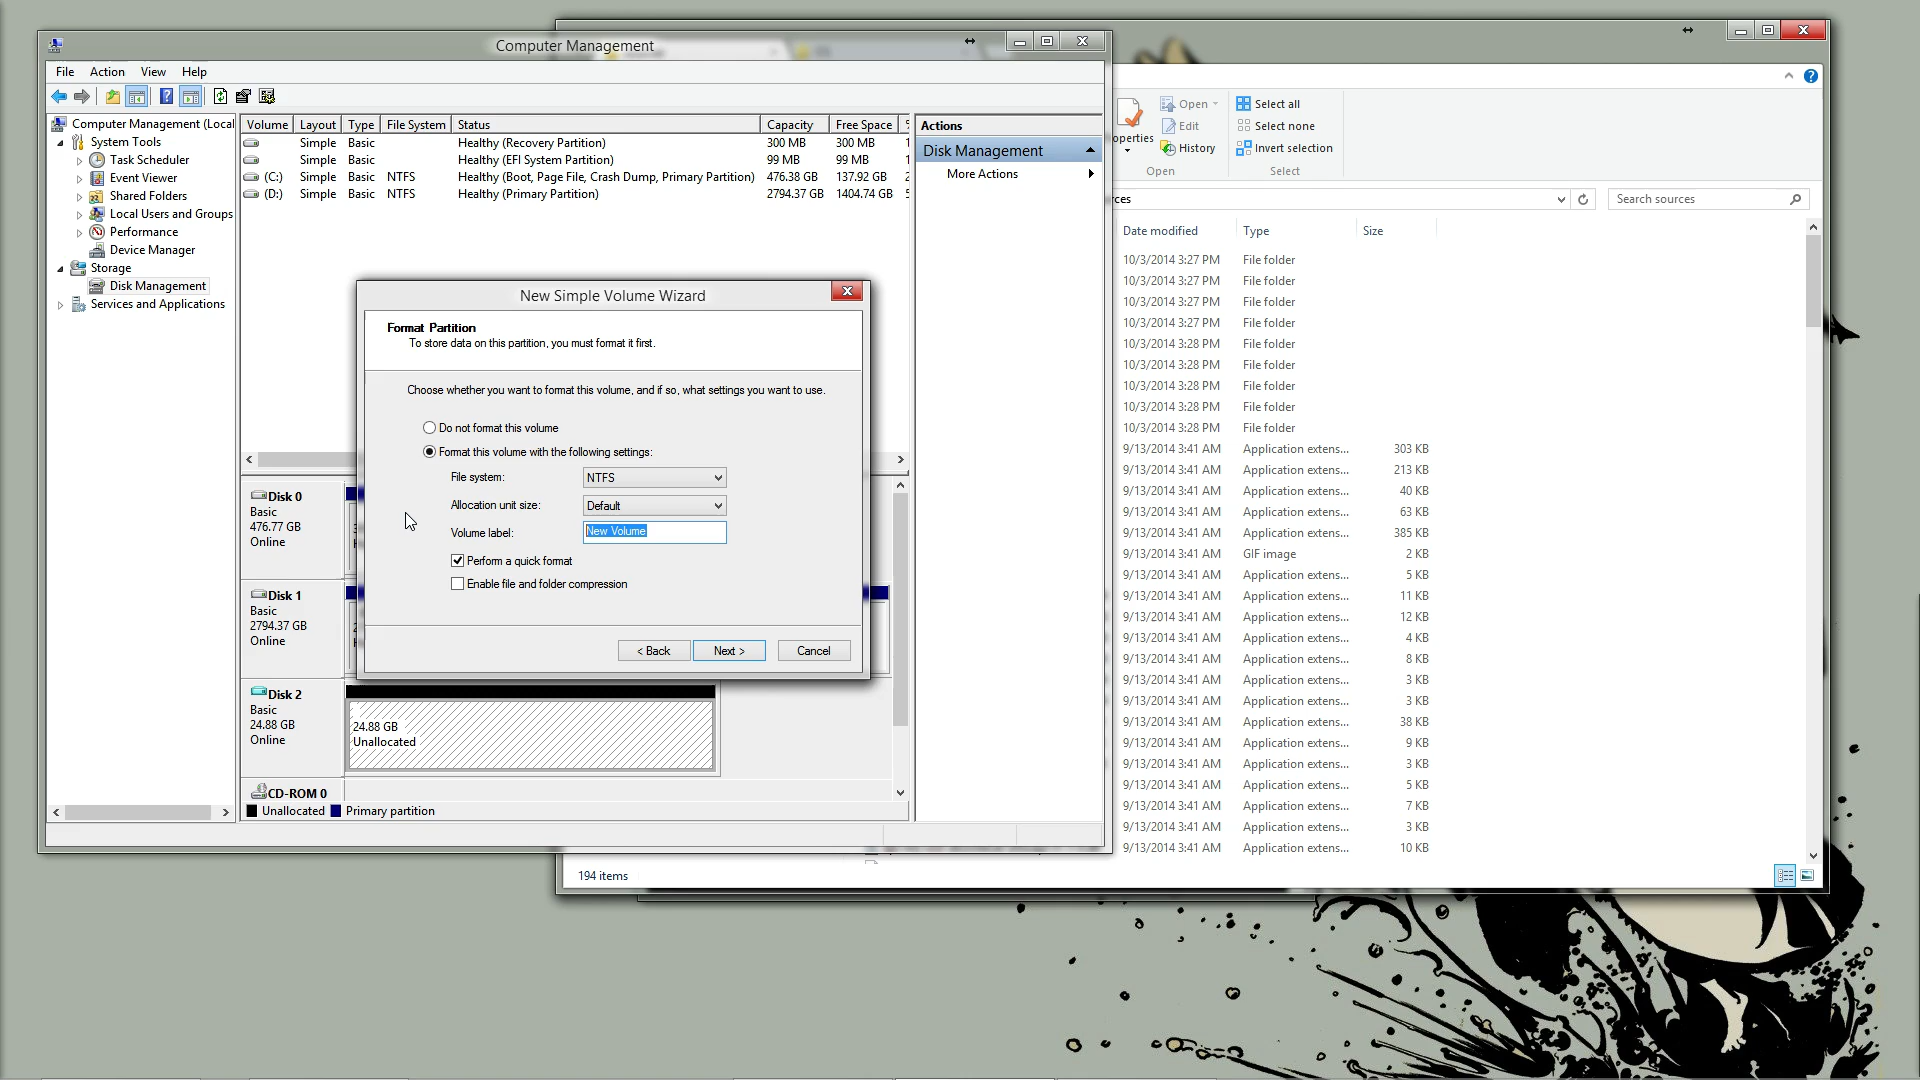 Computer Management
File Action View Help
Computer Management (Local
System Tools
Task Scheduler
Event Viewer
Shared Folders
Local Users and Groups
Performance
Device Manager
Storage
Disk Management
Services and Applications
Volume Layout Type File System Status Capacity Free Space %
Simple Basic Healthy (Recovery Partition) 300 MB 300 MB 1
Simple Basic Healthy (EFI System Partition) 99 MB 99 MB 1
(C:) Simple Basic NTFS Healthy (Boot, Page File, Crash Dump, Primary Partition) 476.38 GB 137.92 GB 2
(D:) Simple Basic NTFS Healthy (Primary Partition) 2794.37 GB 1404.74 GB 5
Actions
Disk Management
More Actions
New Simple Volume Wizard
Format Partition
To store data on this partition, you must format it first.
Choose whether you want to format this volume, and if so, what settings you want to use.
Do not format this volume
Format this volume with the following settings:
File system: NTFS
Allocation unit size: Default
Volume label: New Volume
Perform a quick format
Enable file and folder compression
< Back Next > Cancel
Disk 0
Basic
476.77 GB
Online
Disk 1
Basic
2794.37 GB
Online
Disk 2
Basic
24.88 GB
Online
24.88 GB
Unallocated
CD-ROM 0
Unallocated Primary partition
operties
Open
Edit
History
Open
Select all
Select none
Invert selection
Select
rces
Search sources
Date modified Type Size
10/3/2014 3:27 PM File folder
10/3/2014 3:27 PM File folder
10/3/2014 3:27 PM File folder
10/3/2014 3:27 PM File folder
10/3/2014 3:28 PM File folder
10/3/2014 3:28 PM File folder
10/3/2014 3:28 PM File folder
10/3/2014 3:28 PM File folder
10/3/2014 3:28 PM File folder
9/13/2014 3:41 AM Application extens... 303 KB
9/13/2014 3:41 AM Application extens... 213 KB
9/13/2014 3:41 AM Application extens... 40 KB
9/13/2014 3:41 AM Application extens... 63 KB
9/13/2014 3:41 AM Application extens... 385 KB
9/13/2014 3:41 AM GIF image 2 KB
9/13/2014 3:41 AM Application extens... 5 KB
9/13/2014 3:41 AM Application extens... 11 KB
9/13/2014 3:41 AM Application extens... 12 KB
9/13/2014 3:41 AM Application extens... 4 KB
9/13/2014 3:41 AM Application extens... 8 KB
9/13/2014 3:41 AM Application extens... 3 KB
9/13/2014 3:41 AM Application extens... 3 KB
9/13/2014 3:41 AM Application extens... 38 KB
9/13/2014 3:41 AM Application extens... 9 KB
9/13/2014 3:41 AM Application extens... 3 KB
9/13/2014 3:41 AM Application extens... 5 KB
9/13/2014 3:41 AM Application extens... 7 KB
9/13/2014 3:41 AM Application extens... 3 KB
9/13/2014 3:41 AM Application extens... 10 KB
194 items